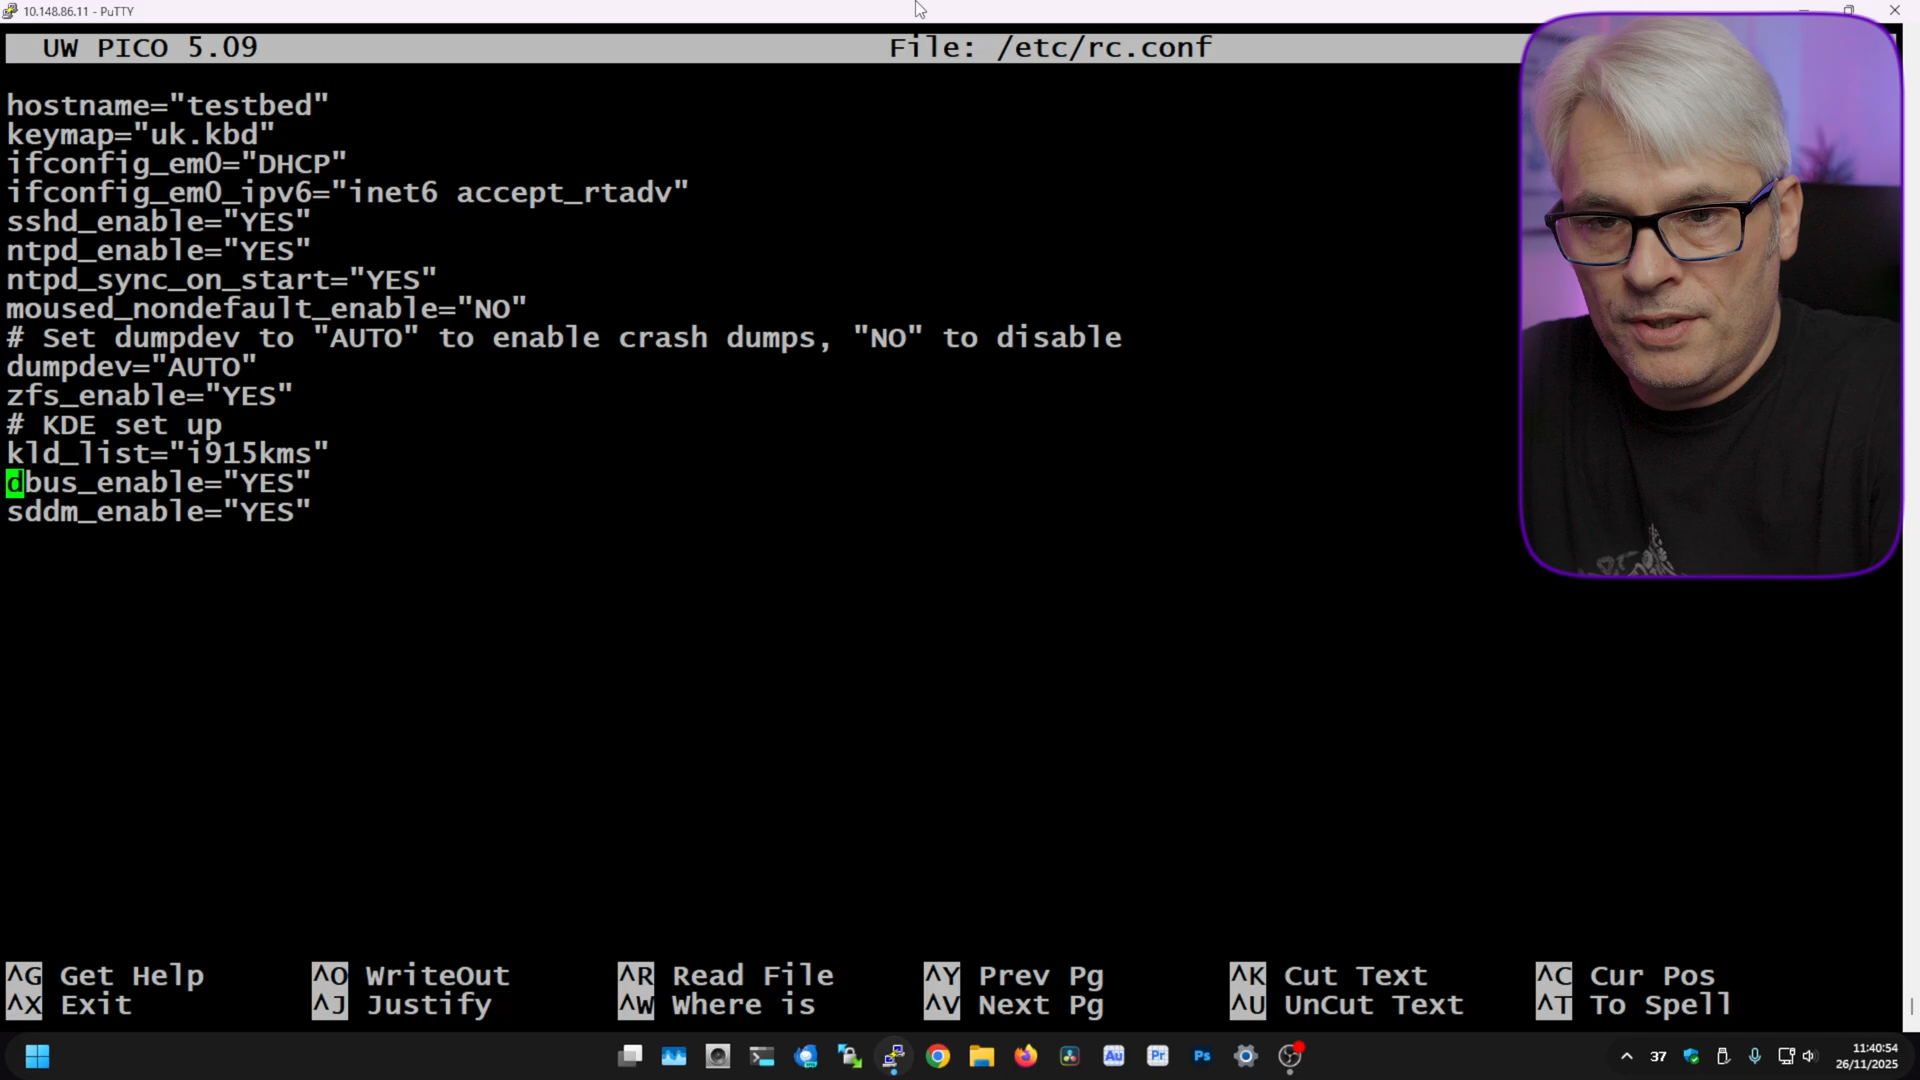 10.148.86.11 - PuTTY
UW PICO 5.09 File: /etc/rc.conf
hostname="testbed"
keymap="uk.kbd"
ifconfig_em0="DHCP"
ifconfig_em0_ipv6="inet6 accept_rtadv"
sshd_enable="YES"
ntpd_enable="YES"
ntpd_sync_on_start="YES"
moused_nondefault_enable="NO"
# Set dumpdev to "AUTO" to enable crash dumps, "NO" to disable
dumpdev="AUTO"
zfs_enable="YES"
# KDE set up
kld_list="i915kms"
dbus_enable="YES"
sddm_enable="YES"
^G Get Help ^O WriteOut ^R Read File ^Y Prev Pg ^K Cut Text ^C Cur Pos
^X Exit ^J Justify ^W Where is ^V Next Pg ^U UnCut Text ^T To Spell
Au Pr Ps 37 11:40:54
26/11/2025